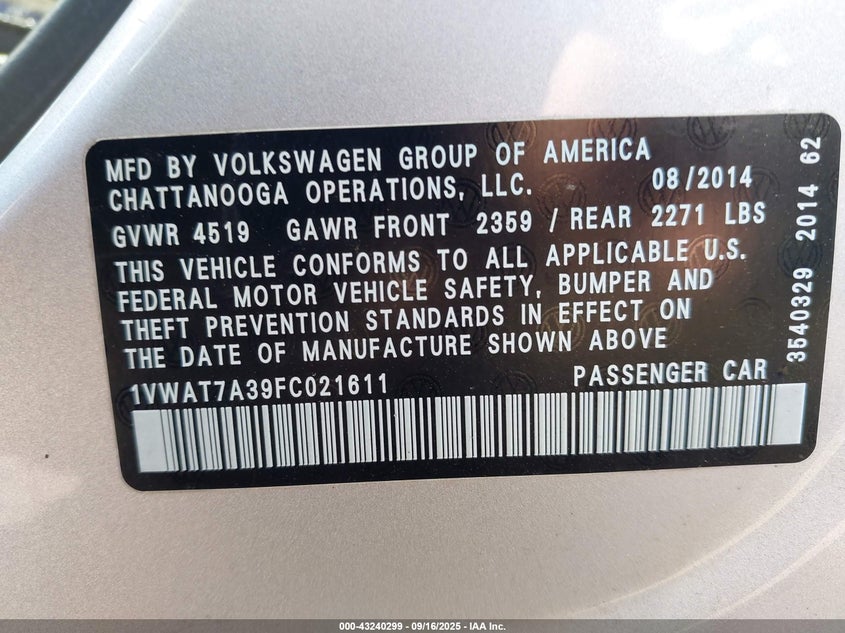 MFD BY VOLKSWAGEN GROUP OF AMERICA
CHATTANOOGA OPERATIONS, LLC. 08/2014
GVWR 4519 GAWR FRONT 2359 / REAR 2271 LBS
THIS VEHICLE CONFORMS TO ALL APPLICABLE U.S.
FEDERAL MOTOR VEHICLE SAFETY, BUMPER AND
THEFT PREVENTION STANDARDS IN EFFECT ON
THE DATE OF MANUFACTURE SHOWN ABOVE
1VWAT7A39FC021611 PASSENGER CAR
3540329 2014 62
000-43240299 - 09/16/2025 - IAA Inc.